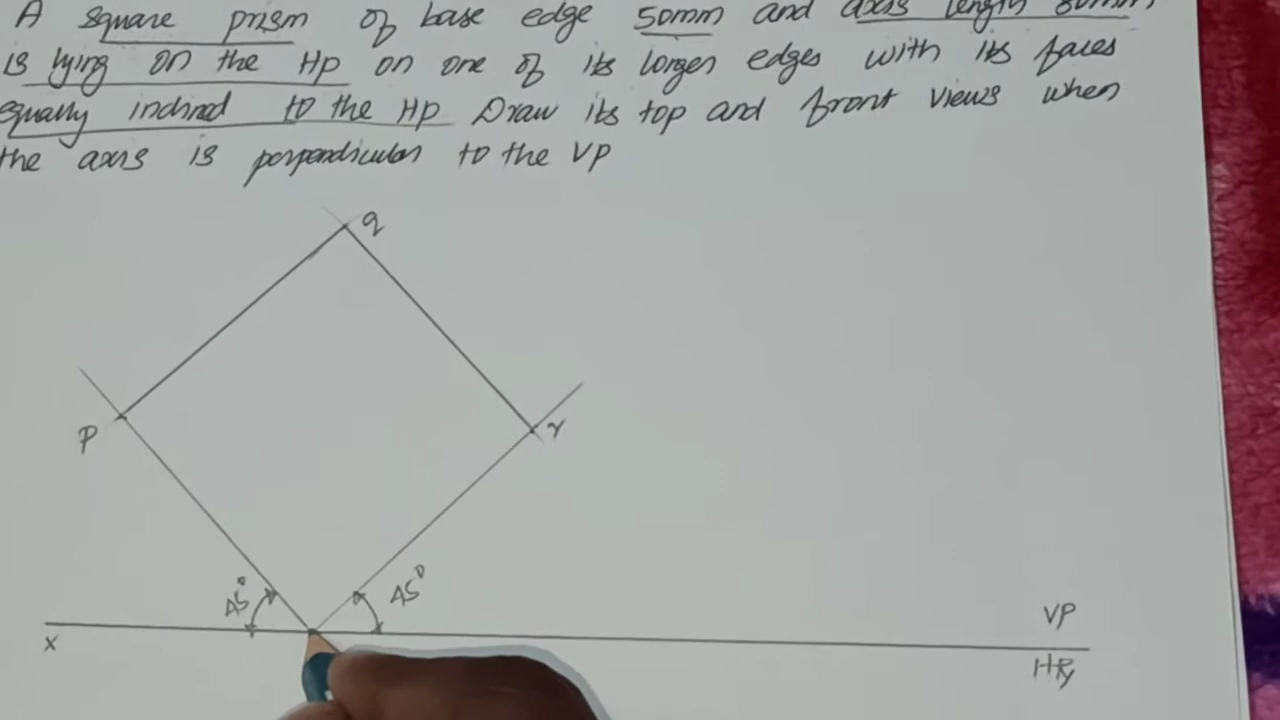 A square prism of base edge 50mm and axis length 80mm
is lying on the HP on one of its longer edges with its faces
equally inclined to the HP Draw its top and front views when
the axis is perpendicular to the VP
q
P
r
45°
45°
VP
X
HP y